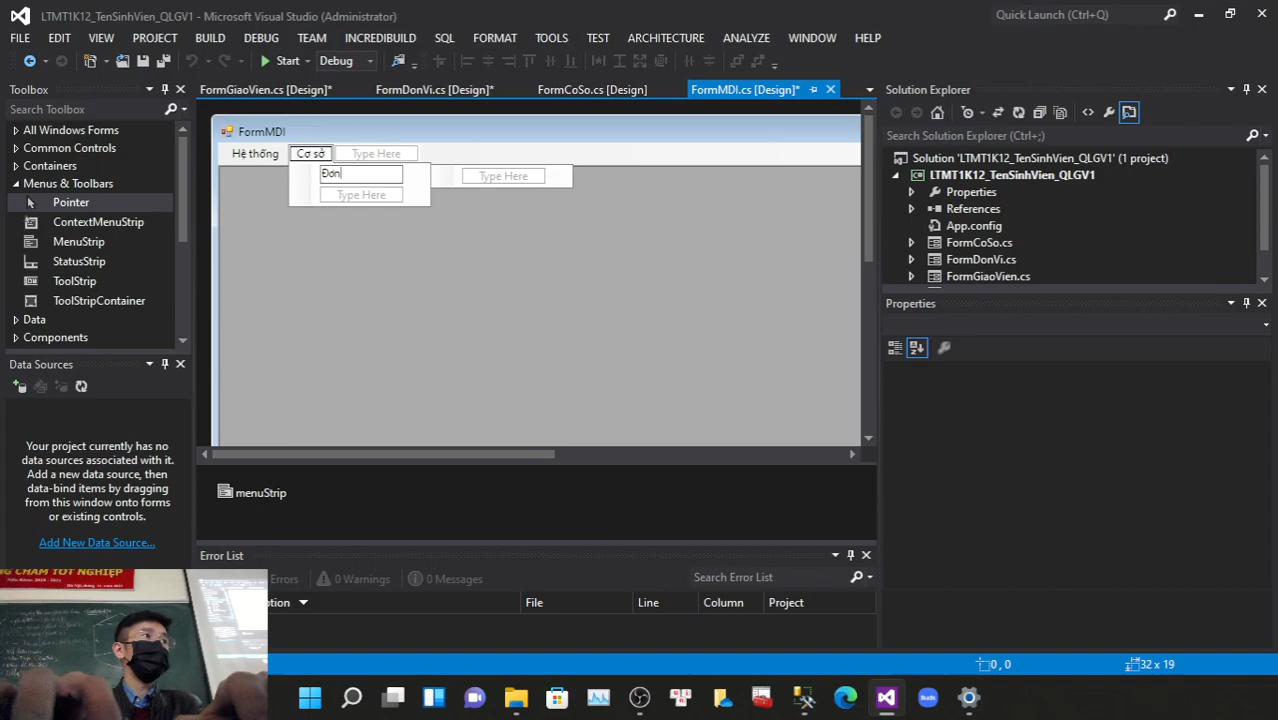 LTMT1K12_TenSinhVien_QLGV1 - Microsoft Visual Studio (Administrator)
Quick Launch (Ctrl+Q)
FILE EDIT VIEW PROJECT BUILD DEBUG TEAM INCREDIBUILD SQL FORMAT TOOLS TEST ARCHITECTURE ANALYZE WINDOW HELP
Start Debug
Toolbox
Search Toolbox
All Windows Forms
Common Controls
Containers
Menus & Toolbars
Pointer
ContextMenuStrip
MenuStrip
StatusStrip
ToolStrip
ToolStripContainer
Data
Components
Data Sources
Your project currently has no
data sources associated with it.
Add a new data source, then
data-bind items by dragging
from this window onto forms
or existing controls.
Add New Data Source...
FormGiaoVien.cs [Design]* FormDonVi.cs [Design]* FormCoSo.cs [Design] FormMDI.cs [Design]*
FormMDI
Hệ thống Cơ sở Type Here
Đơn Type Here
Type Here
menuStrip
Error List
Errors 0 Warnings 0 Messages
Search Error List
File Line Column Project
Solution Explorer
Search Solution Explorer (Ctrl+;)
Solution 'LTMT1K12_TenSinhVien_QLGV1' (1 project)
LTMT1K12_TenSinhVien_QLGV1
Properties
References
App.config
FormCoSo.cs
FormDonVi.cs
FormGiaoVien.cs
Properties
0 , 0
32 x 19
NG CHẤM TỐT NGHIỆP